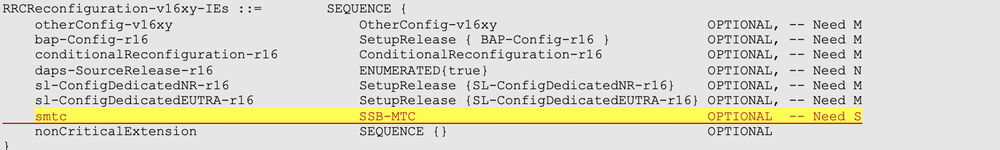 RRCReconfiguration-v16xy-IEs ::= SEQUENCE {
otherConfig-v16xy OtherConfig-v16xy OPTIONAL, -- Need M
bap-Config-r16 SetupRelease { BAP-Config-r16 } OPTIONAL, -- Need M
conditionalReconfiguration-r16 ConditionalReconfiguration-r16 OPTIONAL, -- Need M
daps-SourceRelease-r16 ENUMERATED{true} OPTIONAL, -- Need N
sl-ConfigDedicatedNR-r16 SetupRelease {SL-ConfigDedicatedNR-r16} OPTIONAL, -- Need M
sl-ConfigDedicatedEUTRA-r16 SetupRelease {SL-ConfigDedicatedEUTRA-r16} OPTIONAL, -- Need M
smtc SSB-MTC OPTIONAL -- Need S
nonCriticalExtension SEQUENCE {} OPTIONAL
}